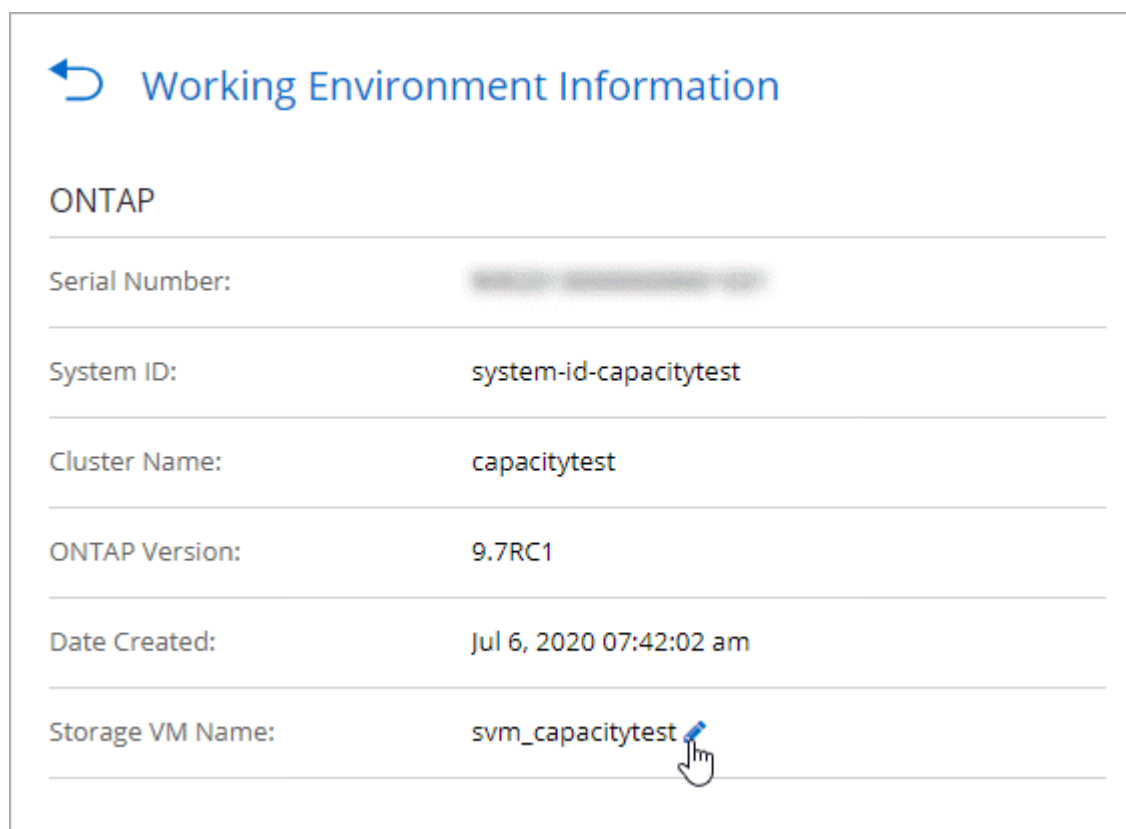 Working Environment Information
ONTAP
Serial Number:
System ID: system-id-capacitytest
Cluster Name: capacitytest
ONTAP Version: 9.7RC1
Date Created: Jul 6, 2020 07:42:02 am
Storage VM Name: svm_capacitytest